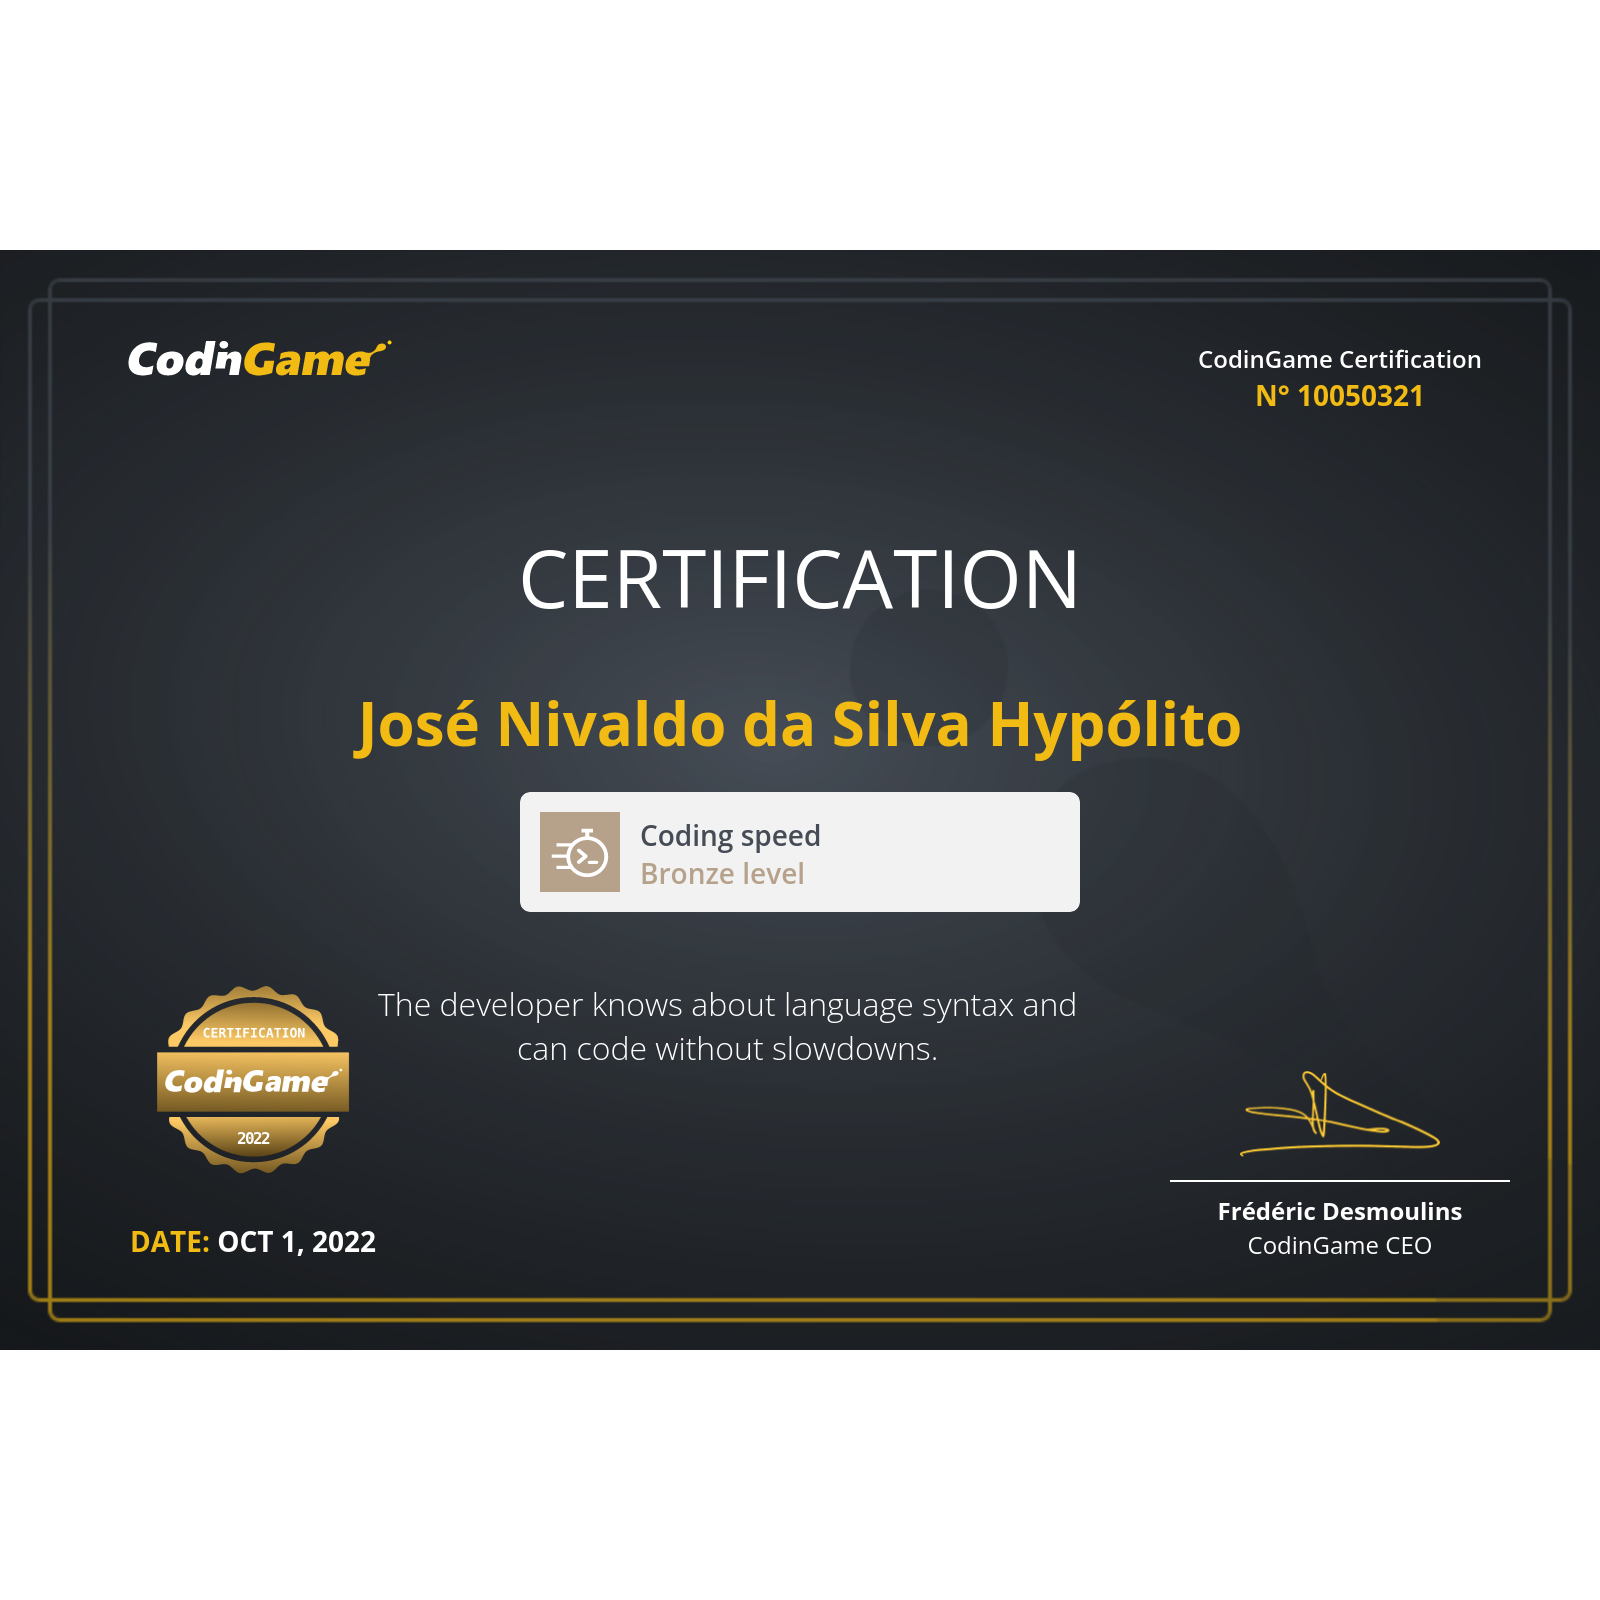 CodinGame
CodinGame Certification
N° 10050321
CERTIFICATION
José Nivaldo da Silva Hypólito
Coding speed
Bronze level
The developer knows about language syntax and
can code without slowdowns.
CERTIFICATION
CodinGame
2022
DATE: OCT 1, 2022
Frédéric Desmoulins
CodinGame CEO